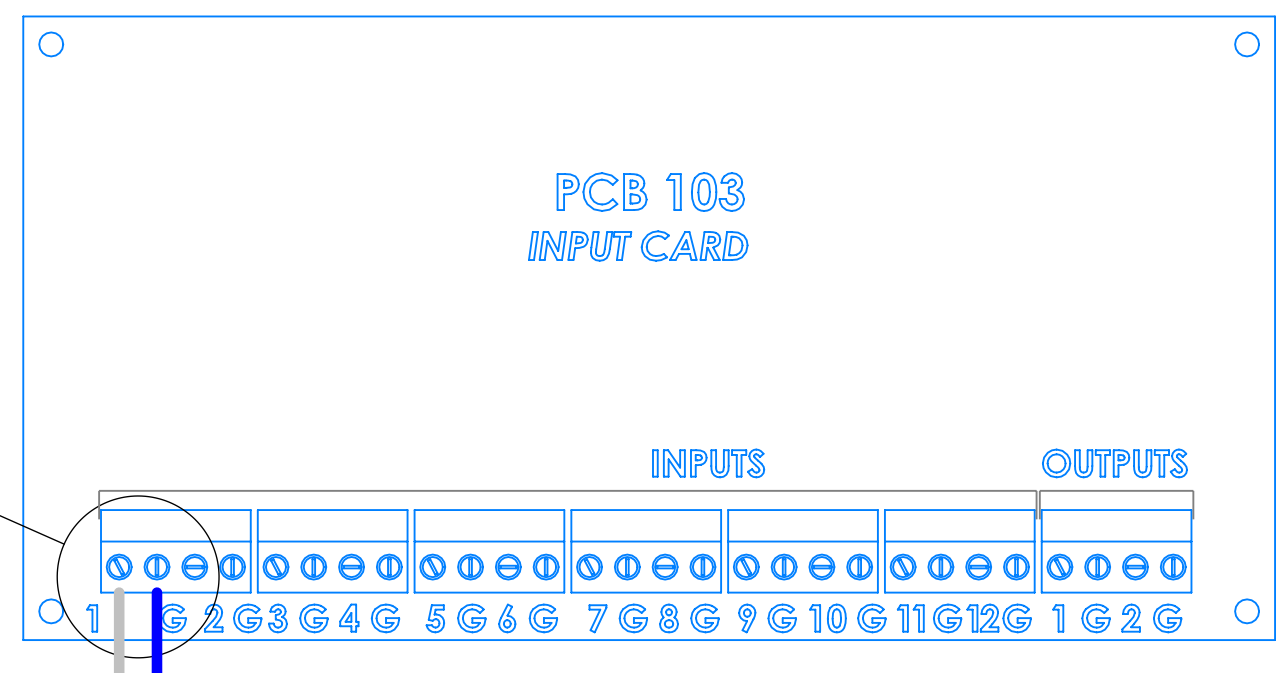 PCB 103
INPUT CARD
INPUTS OUTPUTS
1 G 2 G 3 G 4 G 5 G 6 G 7 G 8 G 9 G 10 G 11 G 12 G 1 G 2 G